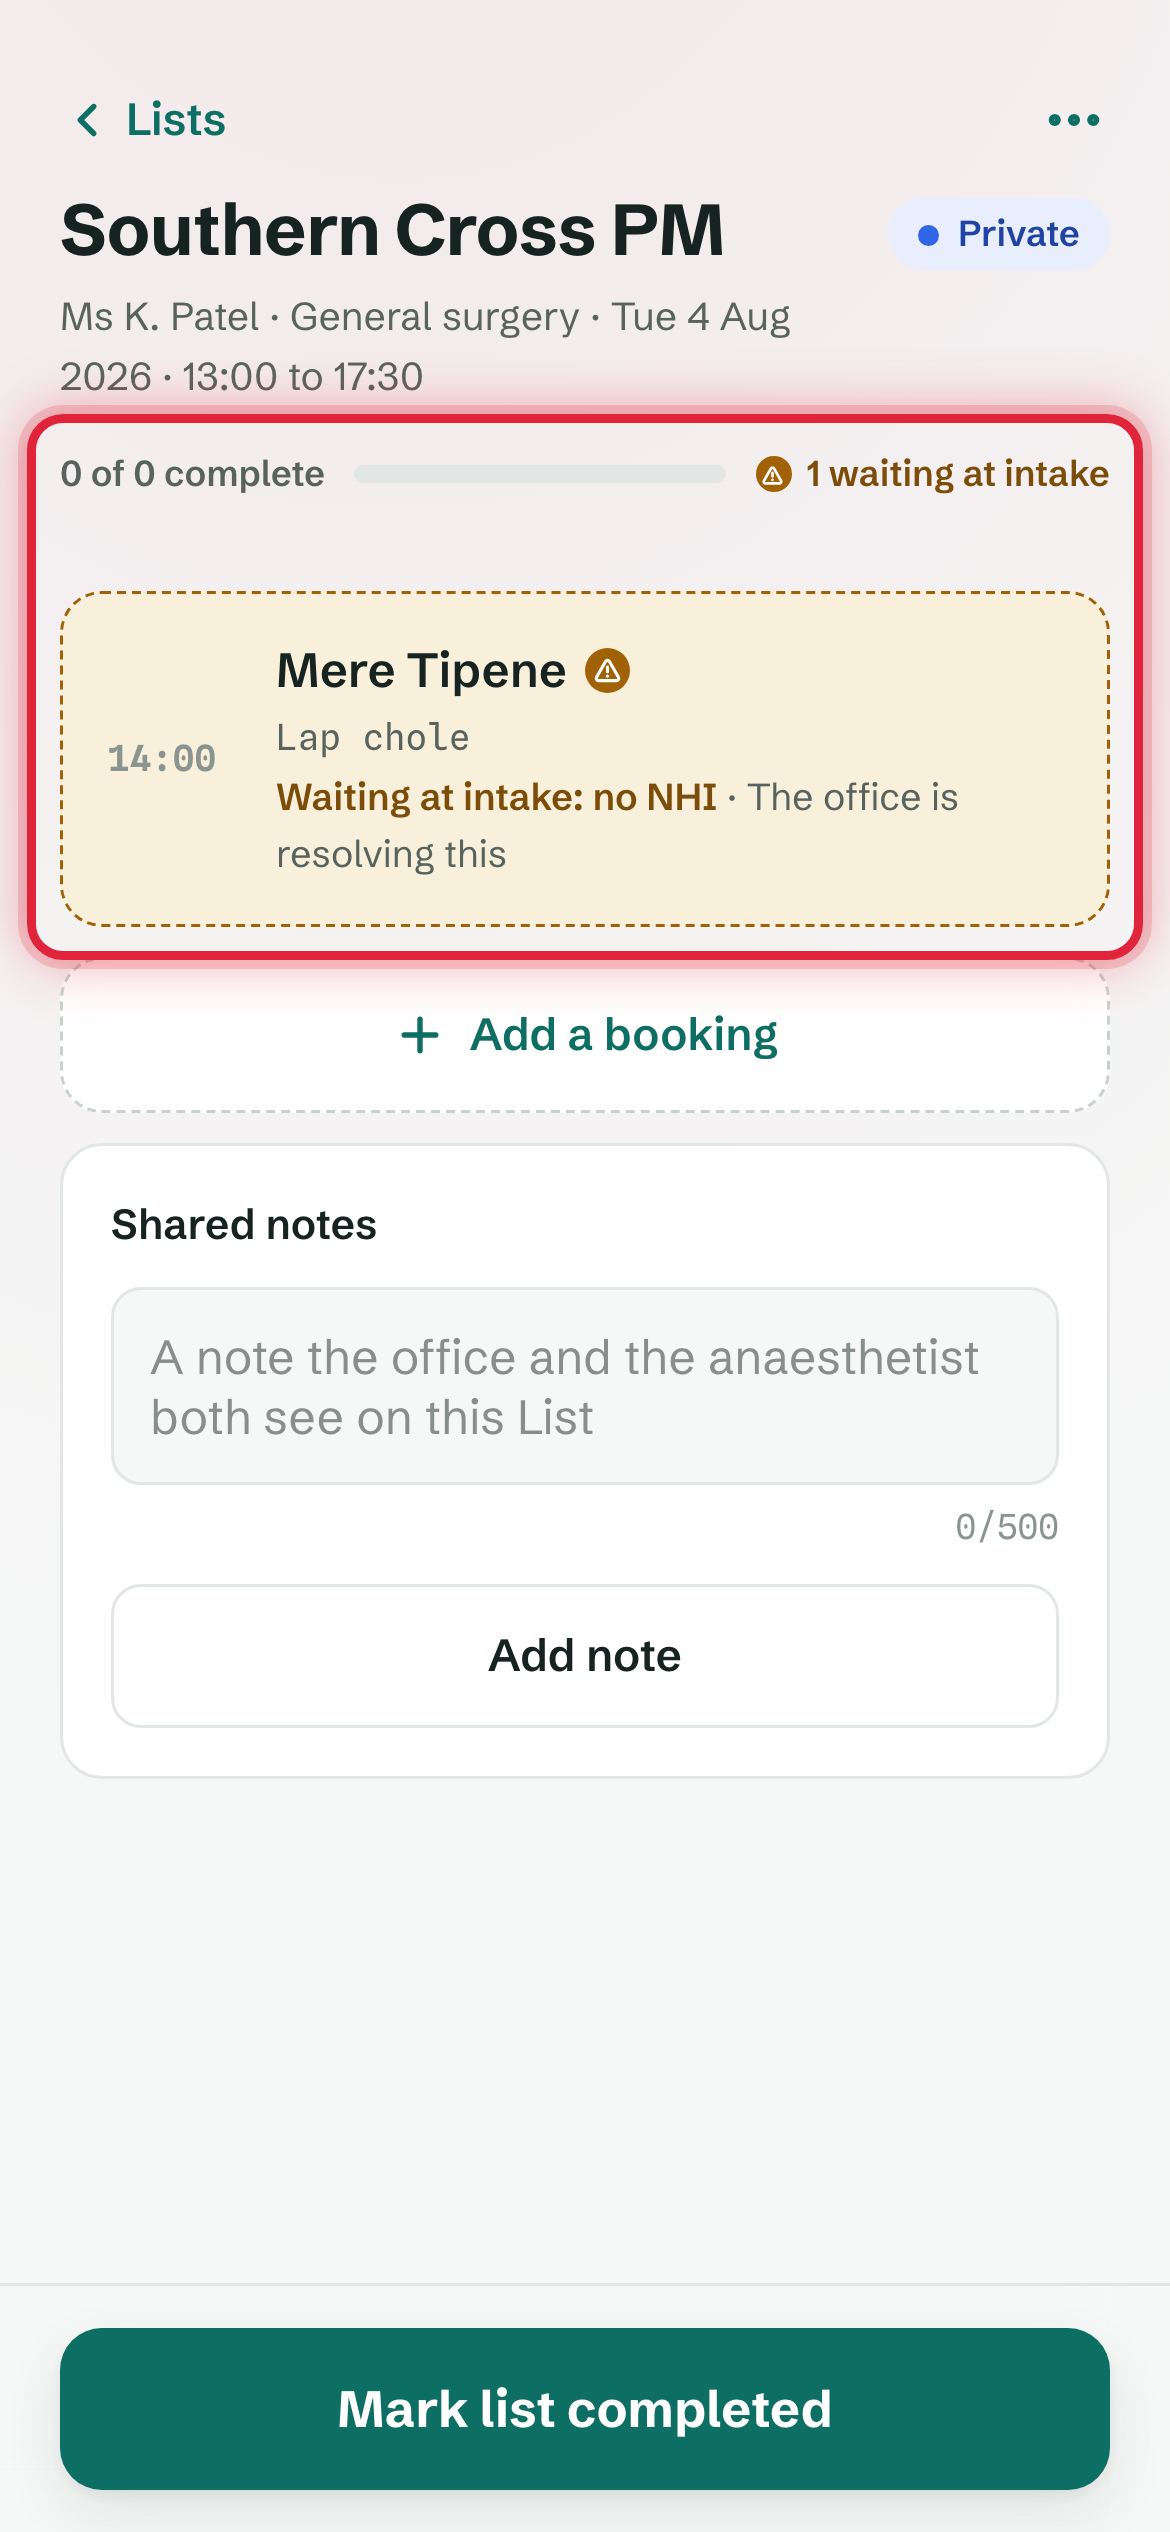 Lists
Southern Cross PM
Private
Ms K. Patel · General surgery · Tue 4 Aug
2026 · 13:00 to 17:30
0 of 0 complete
1 waiting at intake
Mere Tipene
14:00
Lap chole
Waiting at intake: no NHI · The office is
resolving this
Add a booking
Shared notes
A note the office and the anaesthetist
both see on this List
0/500
Add note
Mark list completed